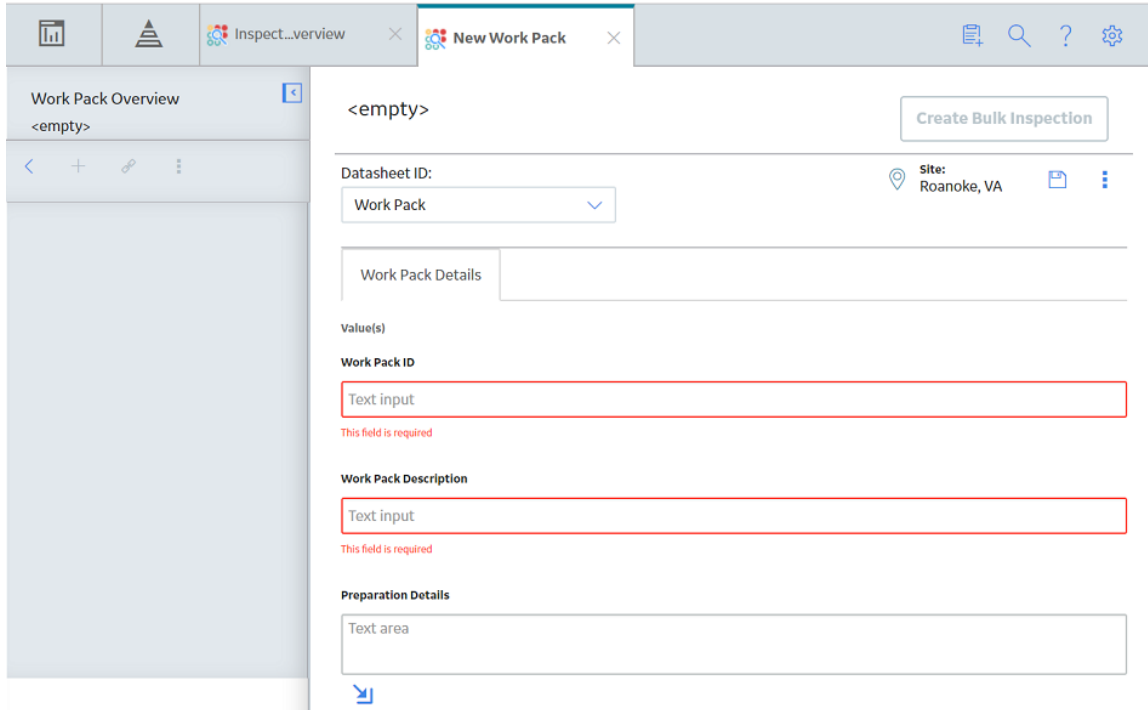 Inspect...verview
New Work Pack
?
Work Pack Overview
<empty>
<empty>
Create Bulk Inspection
Datasheet ID:
Work Pack
Site:
Roanoke, VA
Work Pack Details
Value(s)
Work Pack ID
Text input
This field is required
Work Pack Description
Text input
This field is required
Preparation Details
Text area